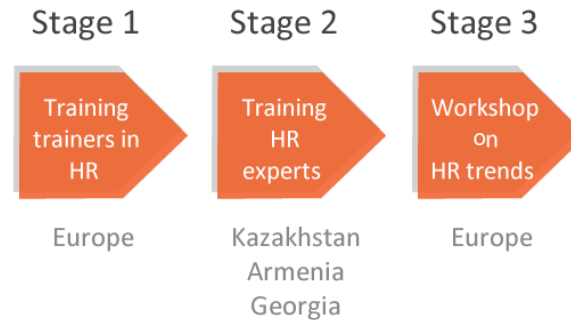 Stage 1
Stage 2
Stage 3
Training
trainers in
HR
Training
HR
experts
Workshop
on
HR trends
Europe
Kazakhstan
Armenia
Georgia
Europe